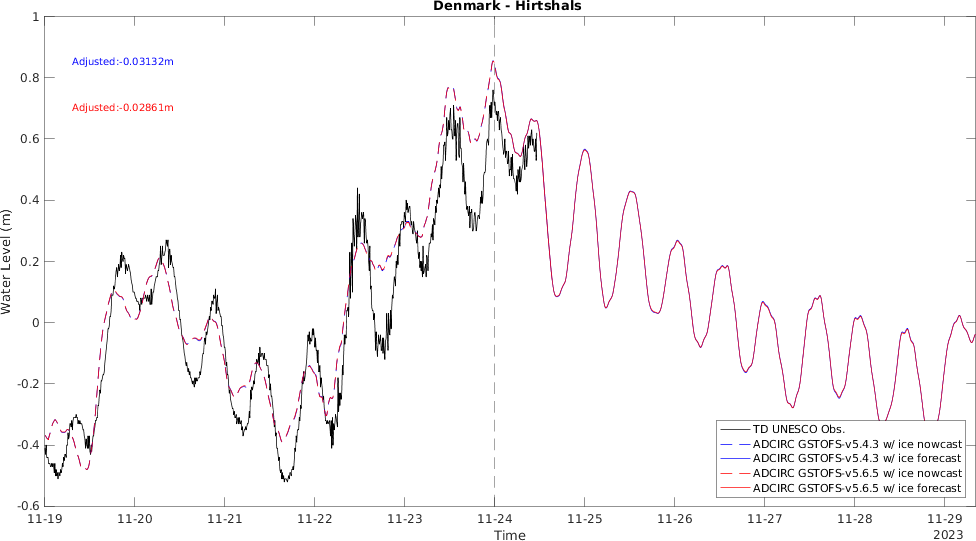 Denmark - Hirtshals
Adjusted:-0.03132m
Adjusted:-0.02861m
Water Level (m)
1
0.8
0.6
0.4
0.2
0
-0.2
-0.4
-0.6
11-19 11-20 11-21 11-22 11-23 11-24 11-25 11-26 11-27 11-28 11-29
2023
Time
TD UNESCO Obs.
ADCIRC GSTOFS-v5.4.3 w/ ice nowcast
ADCIRC GSTOFS-v5.4.3 w/ ice forecast
ADCIRC GSTOFS-v5.6.5 w/ ice nowcast
ADCIRC GSTOFS-v5.6.5 w/ ice forecast